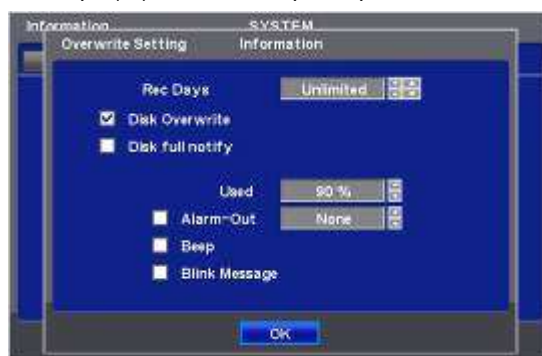 Information SYSTEM
Overwrite Setting Information
Rec Days Unlimited
Disk Overwrite
Disk full notify
Used 90 %
Alarm-Out None
Beep
Blink Message
OK